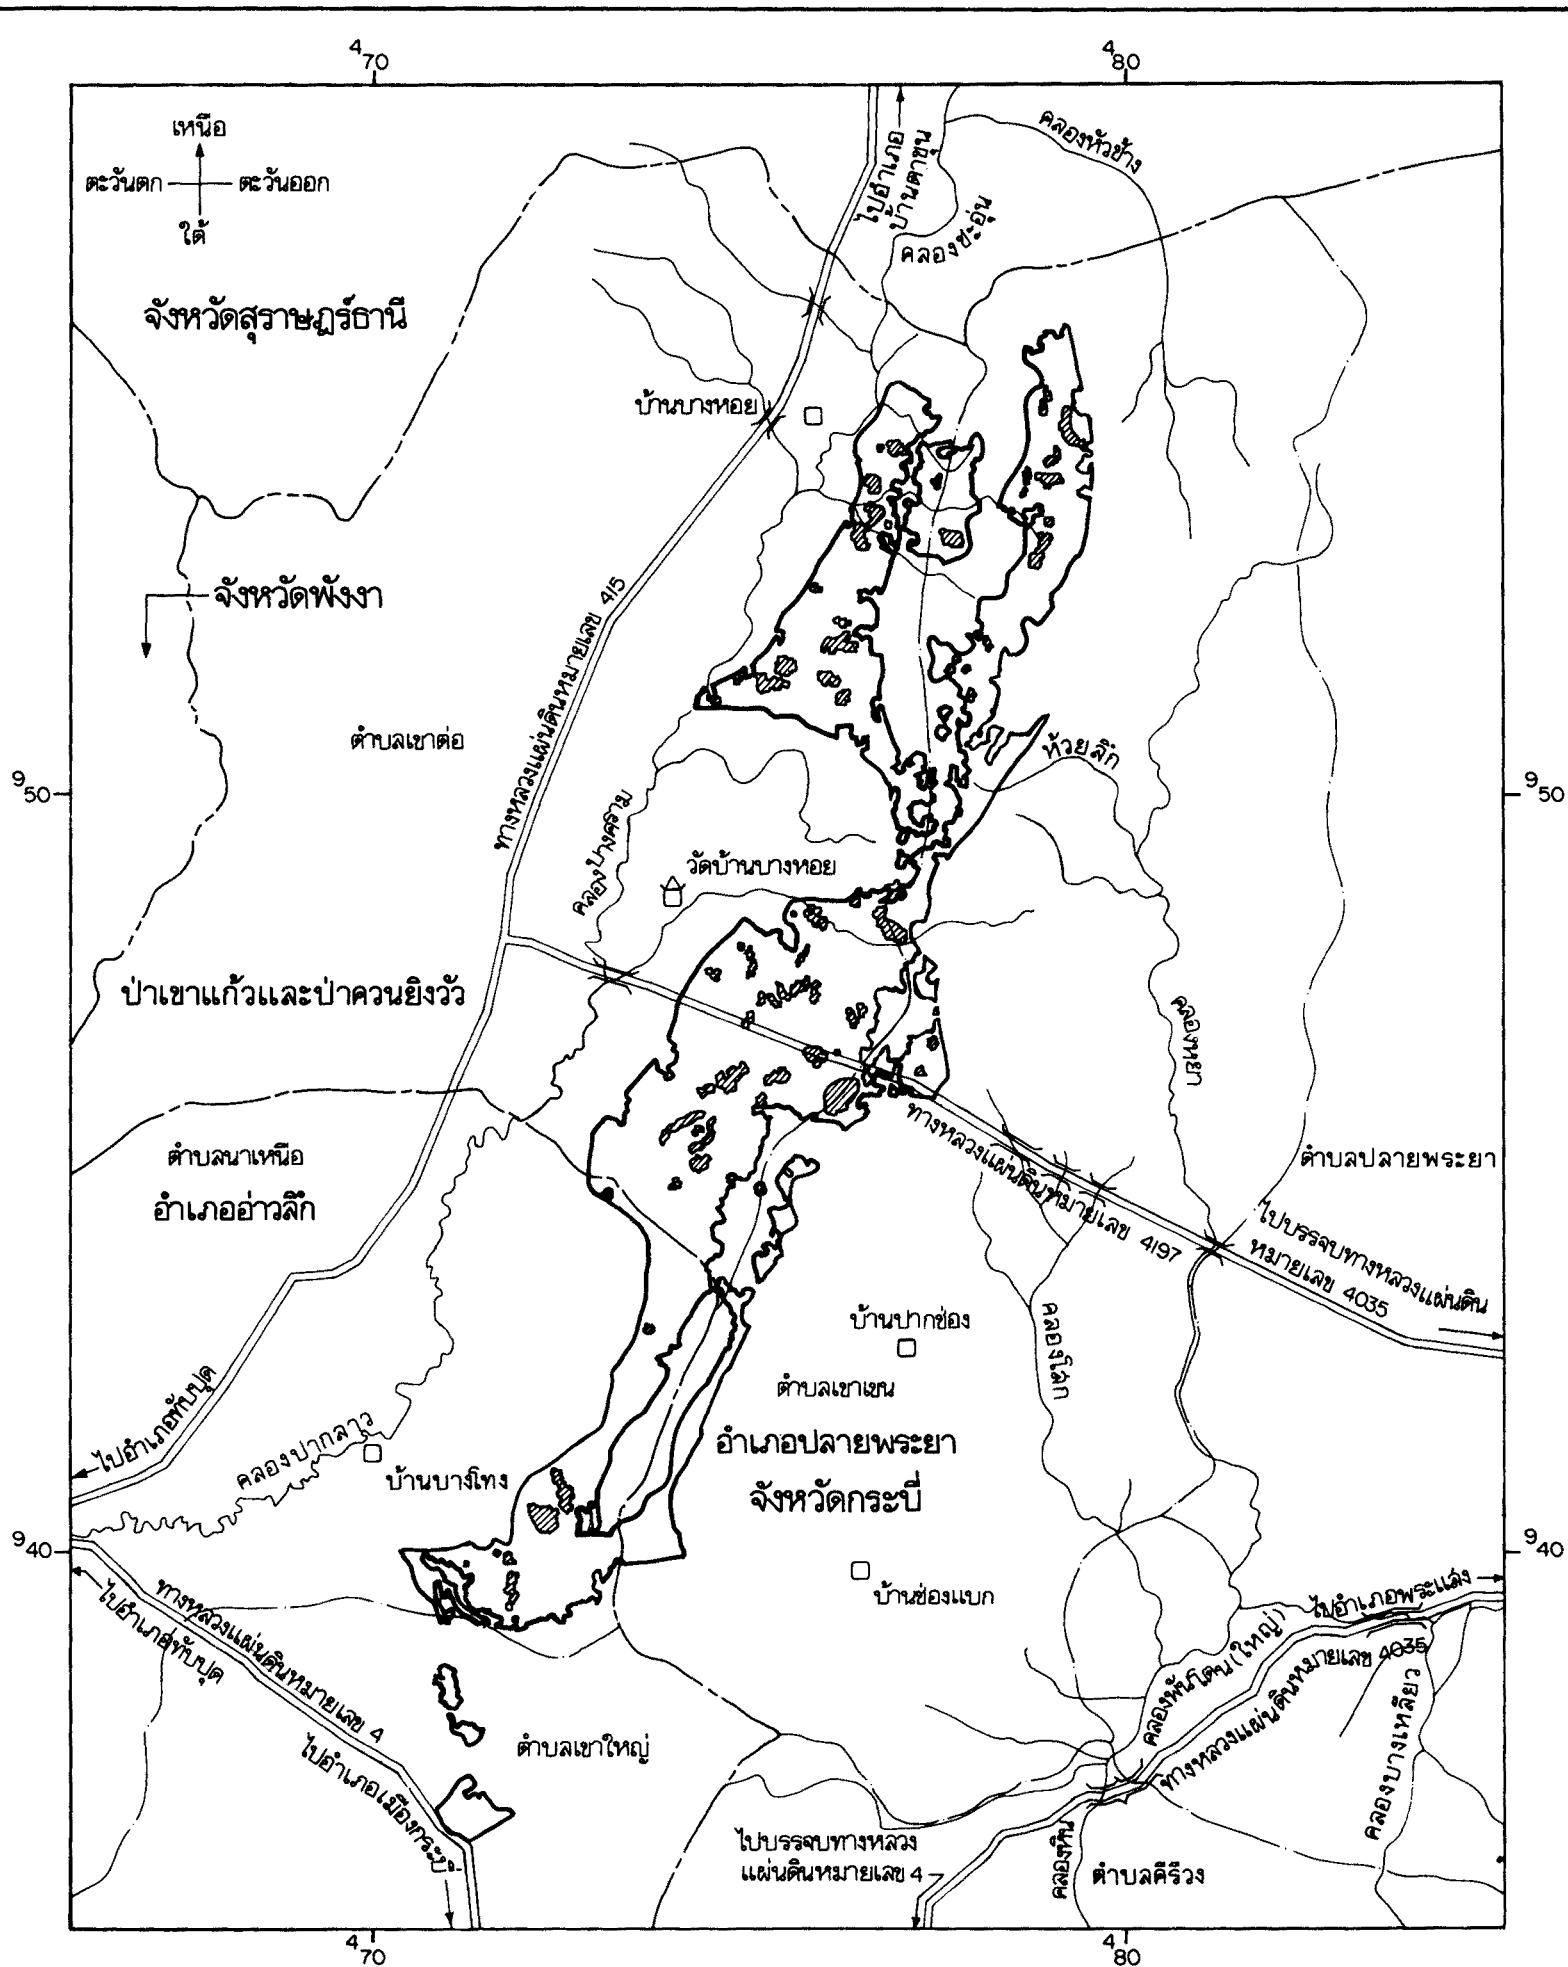 470
480
เหนือ
ตะวันตก
ตะวันออก
ใต้
ไปอำเภอ
บ้านตาขุน
คลองหัวช้าง
คลองชะอุ่น
จังหวัดสุราษฎร์ธานี
บ้านบางหอย
จังหวัดพังงา
ทางหลวงแผ่นดินหมายเลข 415
ตำบลเขาต่อ
ห้วยลึก
950
950
คลองบางคราม
วัดบ้านบางหอย
ป่าเขาแก้วและป่าควนยิงวัว
คลองหยา
ทางหลวงแผ่นดินหมายเลข 4197
ตำบลนาเหนือ
อำเภออ่าวลึก
ตำบลปลายพระยา
ไปบรรจบทางหลวงแผ่นดิน
หมายเลข 4035
บ้านปากช่อง
คลองโสก
ตำบลเขาเขน
ไปอำเภอทับปุด
คลองปากลาว
อำเภอปลายพระยา
บ้านบางโทง
จังหวัดกระบี่
940
940
บ้านช่องแบก
ไปอำเภอพระแสง
ทางหลวงแผ่นดินหมายเลข 4
ไปอำเภอทับปุด
คลองพันโตน (ใหญ่)
ทางหลวงแผ่นดินหมายเลข 4035
คลองบางเหลียว
ตำบลเขาใหญ่
ไปอำเภอเมืองกระบี่
ไปบรรจบทางหลวง
แผ่นดินหมายเลข 4
คลองหิน
ตำบลคีรีวง
470
480